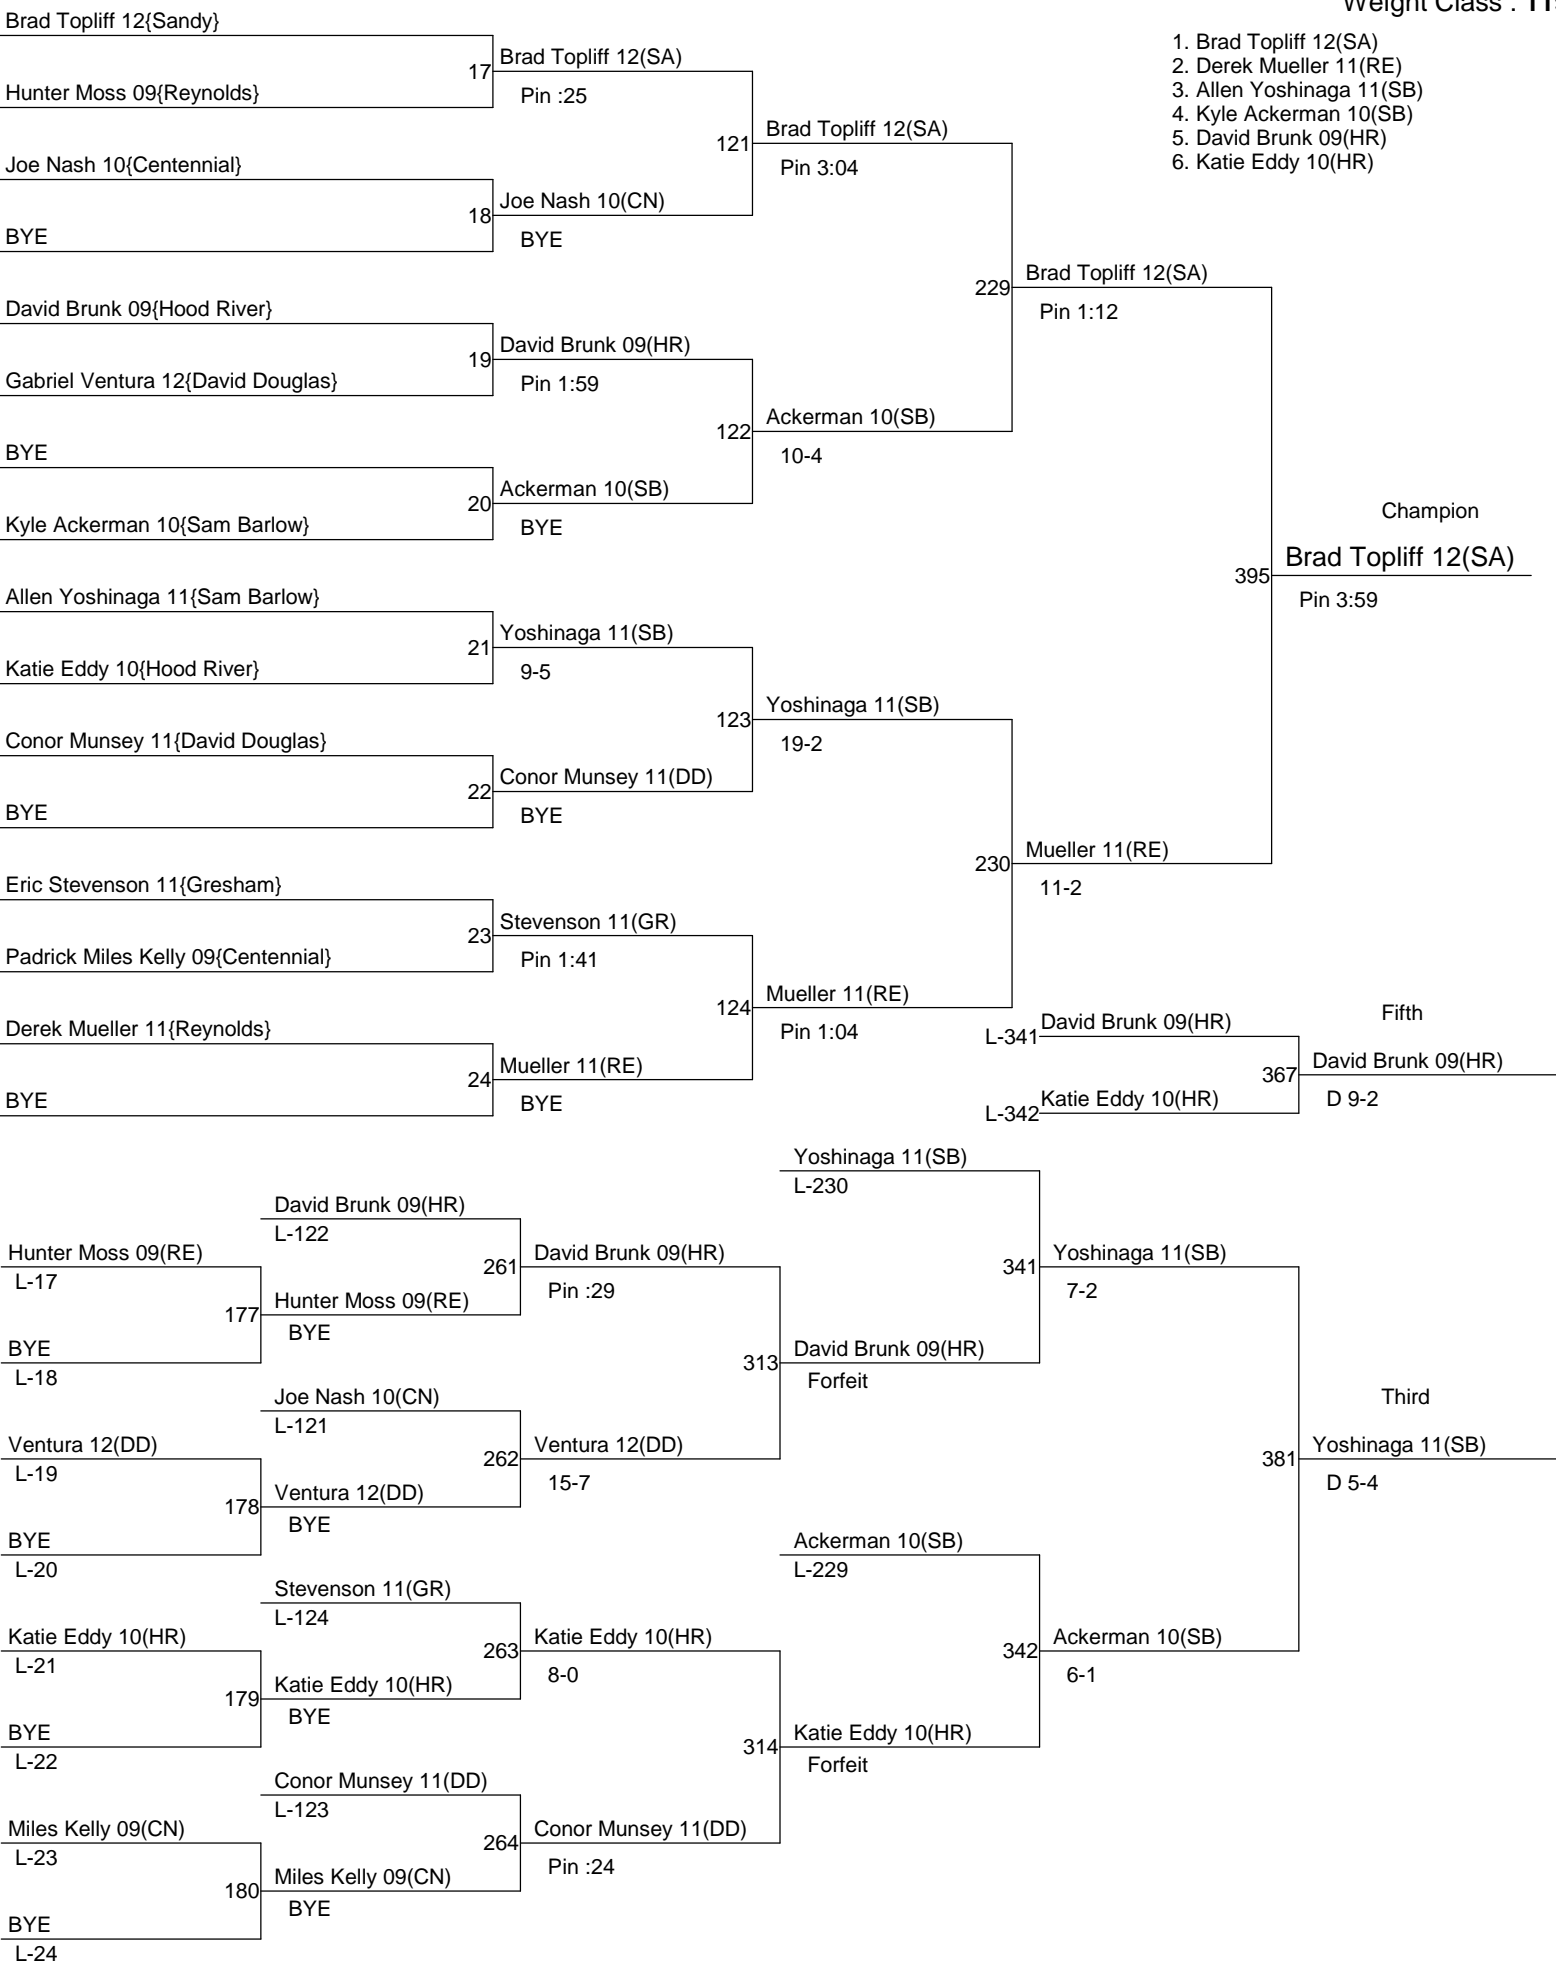 Weight Class :
1. Brad Topliff 12(SA)
2. Derek Mueller 11(RE)
3. Allen Yoshinaga 11(SB)
4. Kyle Ackerman 10(SB)
5. David Brunk 09(HR)
6. Katie Eddy 10(HR)
Brad Topliff 12{Sandy}
Hunter Moss 09{Reynolds}
Joe Nash 10{Centennial}
BYE
David Brunk 09{Hood River}
Gabriel Ventura 12{David Douglas}
BYE
Kyle Ackerman 10{Sam Barlow}
Allen Yoshinaga 11{Sam Barlow}
Katie Eddy 10{Hood River}
Conor Munsey 11{David Douglas}
BYE
Eric Stevenson 11{Gresham}
Padrick Miles Kelly 09{Centennial}
Derek Mueller 11{Reynolds}
BYE
17 Brad Topliff 12(SA)
Pin :25
18 Joe Nash 10(CN)
BYE
19 David Brunk 09(HR)
Pin 1:59
20 Ackerman 10(SB)
BYE
21 Yoshinaga 11(SB)
9-5
22 Conor Munsey 11(DD)
BYE
23 Stevenson 11(GR)
Pin 1:41
24 Mueller 11(RE)
BYE
121 Brad Topliff 12(SA)
Pin 3:04
122 Ackerman 10(SB)
10-4
123 Yoshinaga 11(SB)
19-2
124 Mueller 11(RE)
Pin 1:04
229 Brad Topliff 12(SA)
Pin 1:12
230 Mueller 11(RE)
11-2
Champion
395 Brad Topliff 12(SA)
Pin 3:59
L-341 David Brunk 09(HR)
L-342 Katie Eddy 10(HR)
Fifth
367 David Brunk 09(HR)
D 9-2
Hunter Moss 09(RE)
L-17
BYE
L-18
Ventura 12(DD)
L-19
BYE
L-20
Katie Eddy 10(HR)
L-21
BYE
L-22
Miles Kelly 09(CN)
L-23
BYE
L-24
David Brunk 09(HR)
L-122
177 Hunter Moss 09(RE)
BYE
Joe Nash 10(CN)
L-121
178 Ventura 12(DD)
BYE
Stevenson 11(GR)
L-124
179 Katie Eddy 10(HR)
BYE
Conor Munsey 11(DD)
L-123
180 Miles Kelly 09(CN)
BYE
261 David Brunk 09(HR)
Pin :29
262 Ventura 12(DD)
15-7
263 Katie Eddy 10(HR)
8-0
264 Conor Munsey 11(DD)
Pin :24
Yoshinaga 11(SB)
L-230
313 David Brunk 09(HR)
Forfeit
Ackerman 10(SB)
L-229
314 Katie Eddy 10(HR)
Forfeit
341 Yoshinaga 11(SB)
7-2
342 Ackerman 10(SB)
6-1
Third
381 Yoshinaga 11(SB)
D 5-4